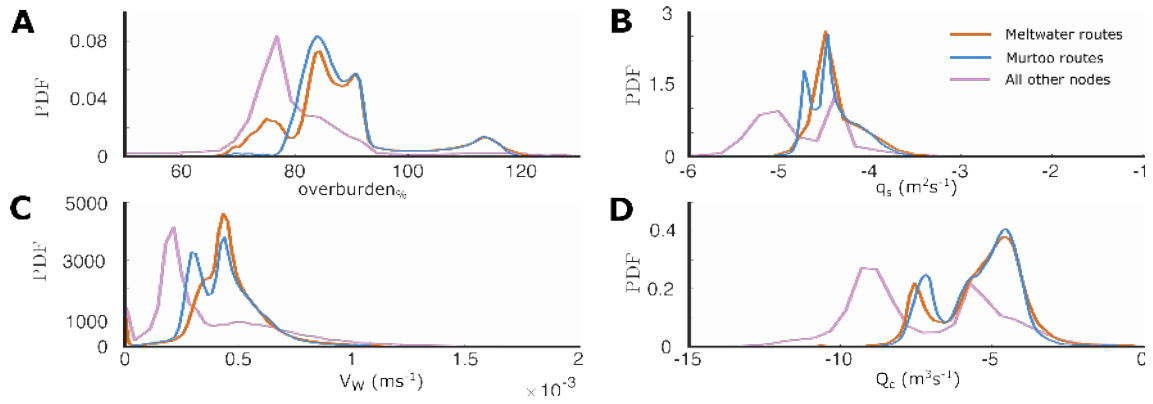 A
PDF
0.08
0.04
0
60
80
100
120
overburden%
B
PDF
3
1.5
0
-6
-5
-4
-3
-2
-1
qs (m²s⁻¹)
Meltwater routes
Murtoo routes
All other nodes
C
PDF
5000
3000
1000
0
0
0.5
1
1.5
2
VW (ms⁻¹)
× 10⁻³
D
PDF
0.4
0.2
0
-15
-10
-5
0
Qc (m³s⁻¹)